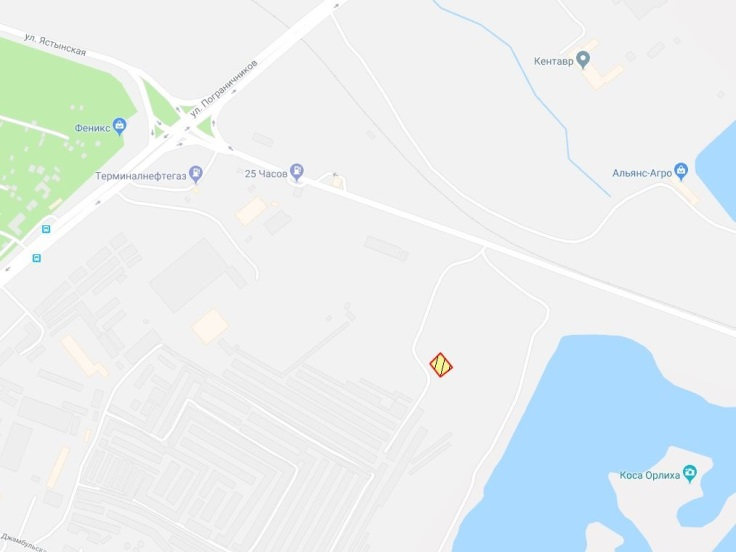 ул. Ястынская
Кентавр
ул. Пограничников
Феникс
Терминалнефтегаз
25 Часов
Альянс-Агро
Коса Орлиха